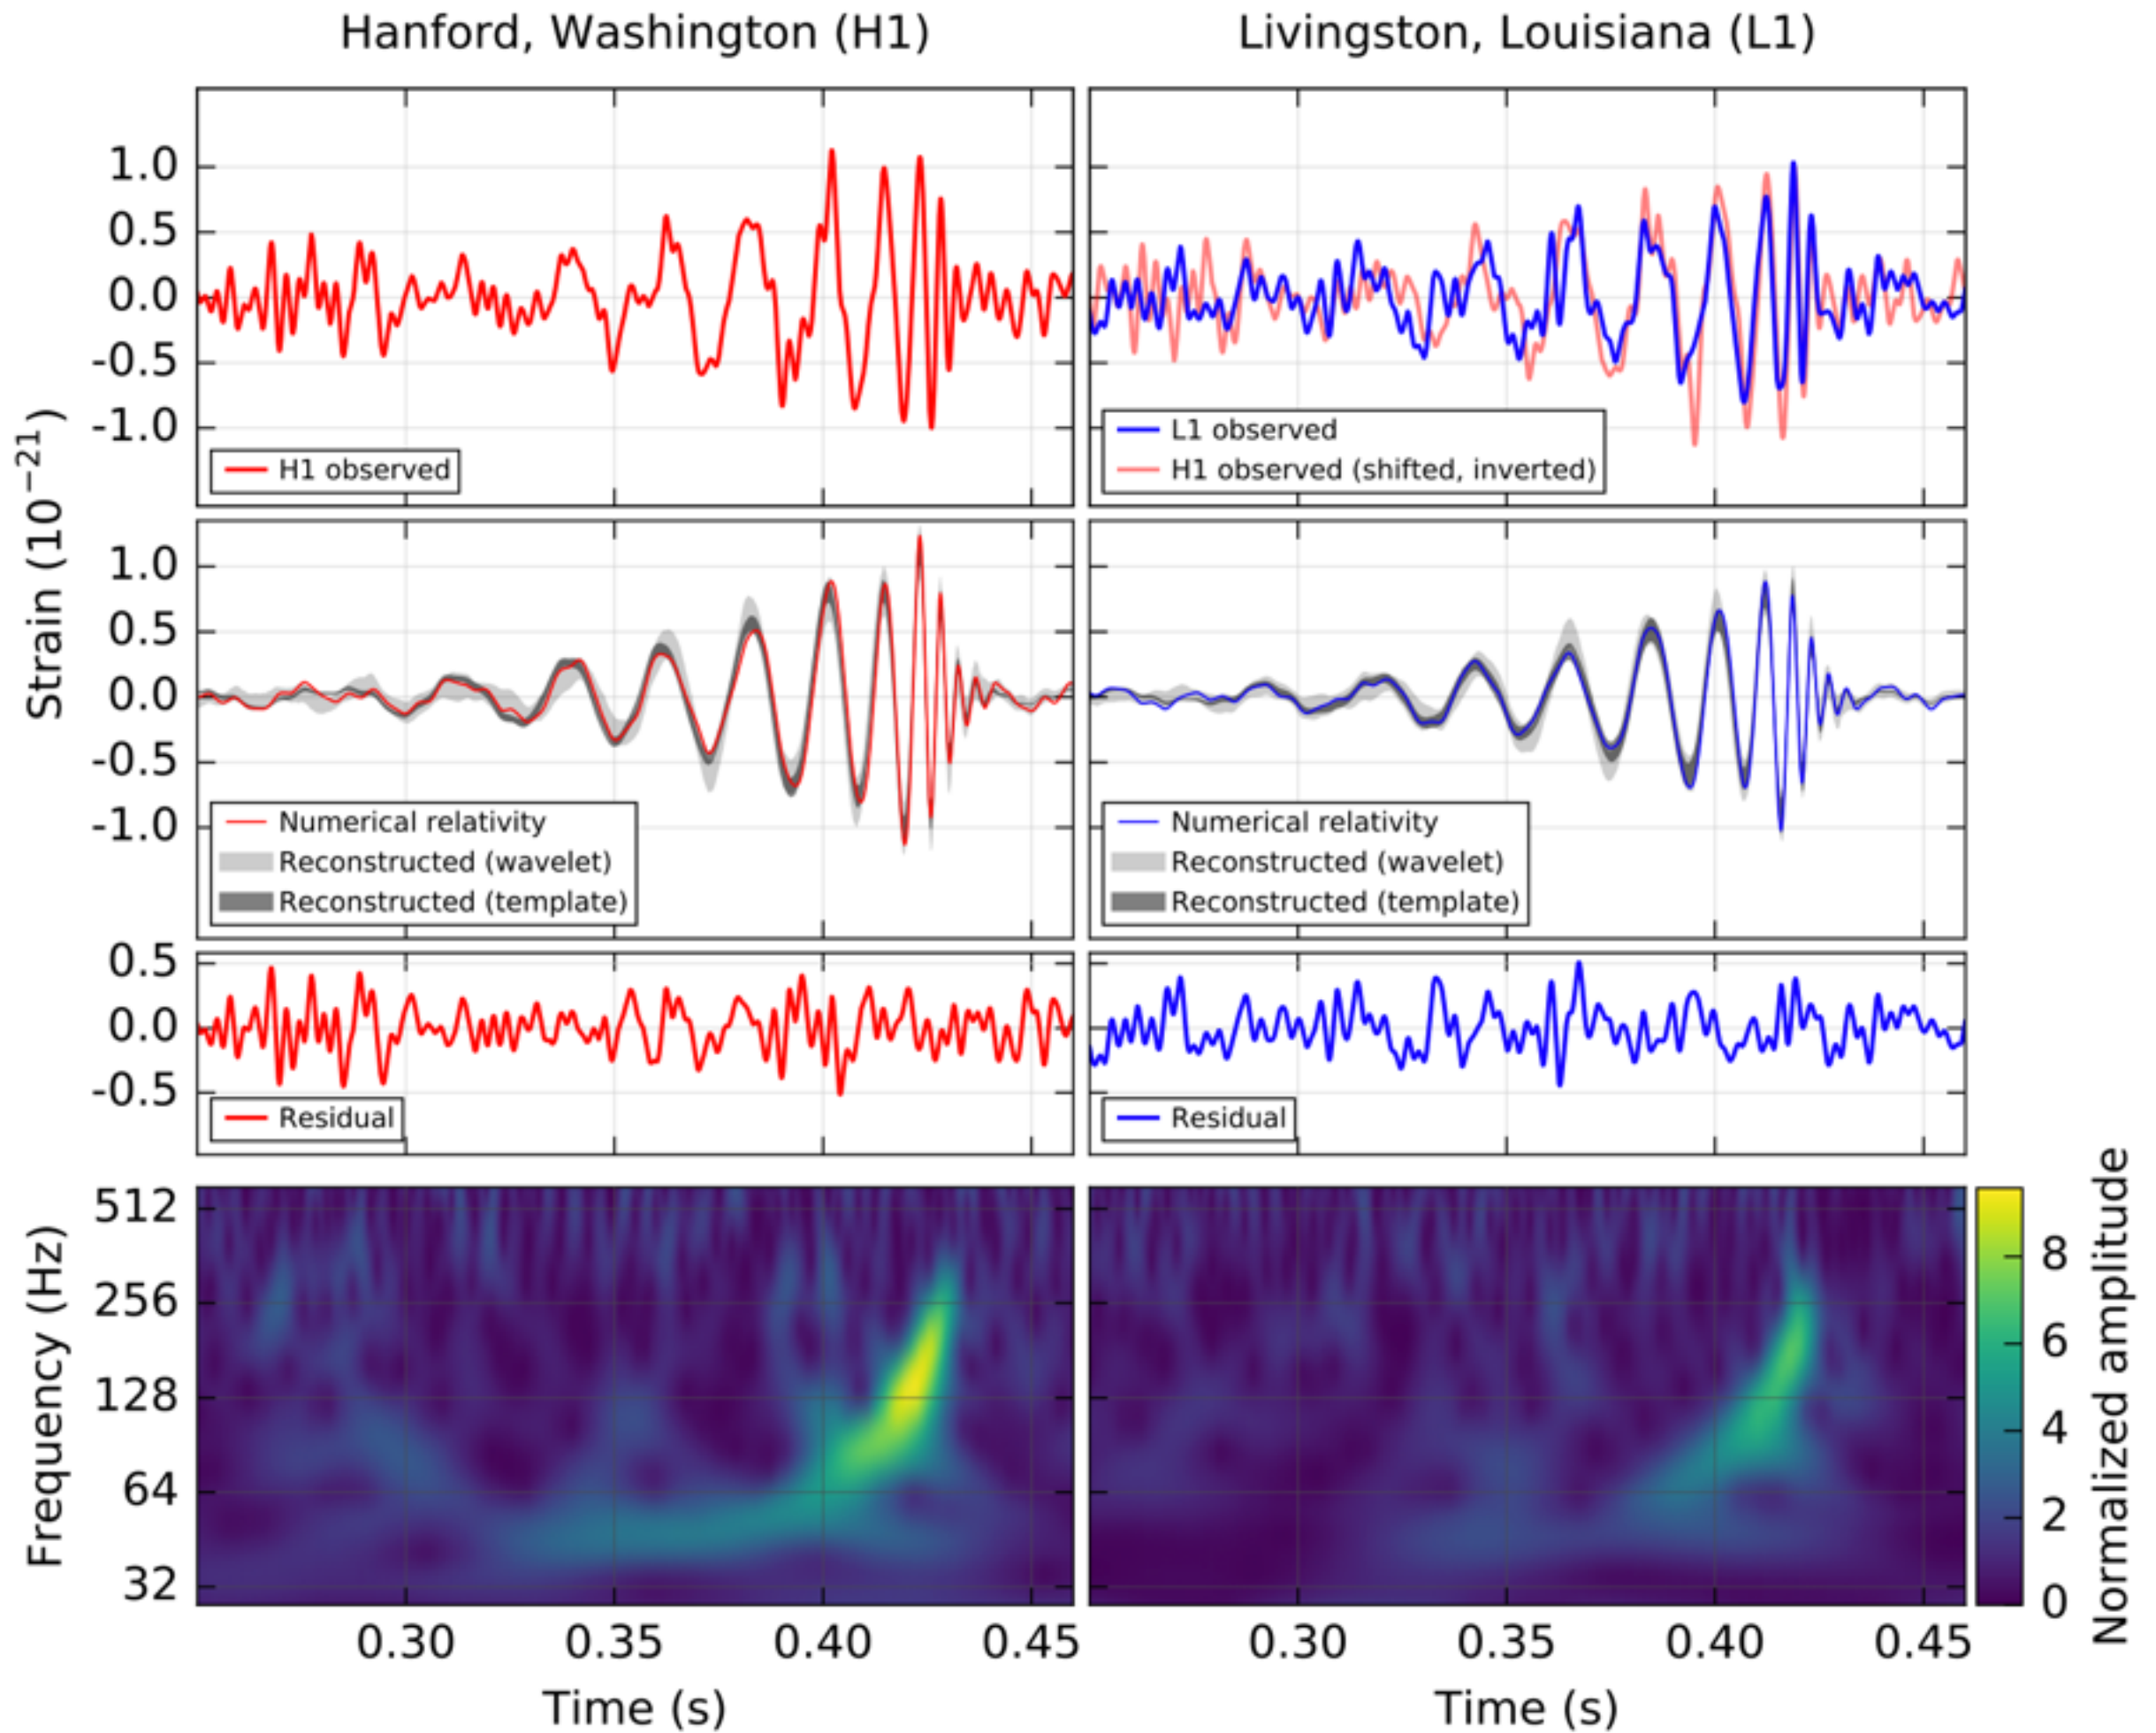 Hanford, Washington (H1)
Livingston, Louisiana (L1)
Strain (10⁻²¹)
1.0
0.5
0.0
-0.5
-1.0
H1 observed
L1 observed
H1 observed (shifted, inverted)
1.0
0.5
0.0
-0.5
-1.0
Numerical relativity
Reconstructed (wavelet)
Reconstructed (template)
Numerical relativity
Reconstructed (wavelet)
Reconstructed (template)
0.5
0.0
-0.5
Residual
Residual
Frequency (Hz)
512
256
128
64
32
0.30 0.35 0.40 0.45
Time (s)
0.30 0.35 0.40 0.45
Time (s)
8
6
4
2
0
Normalized amplitude